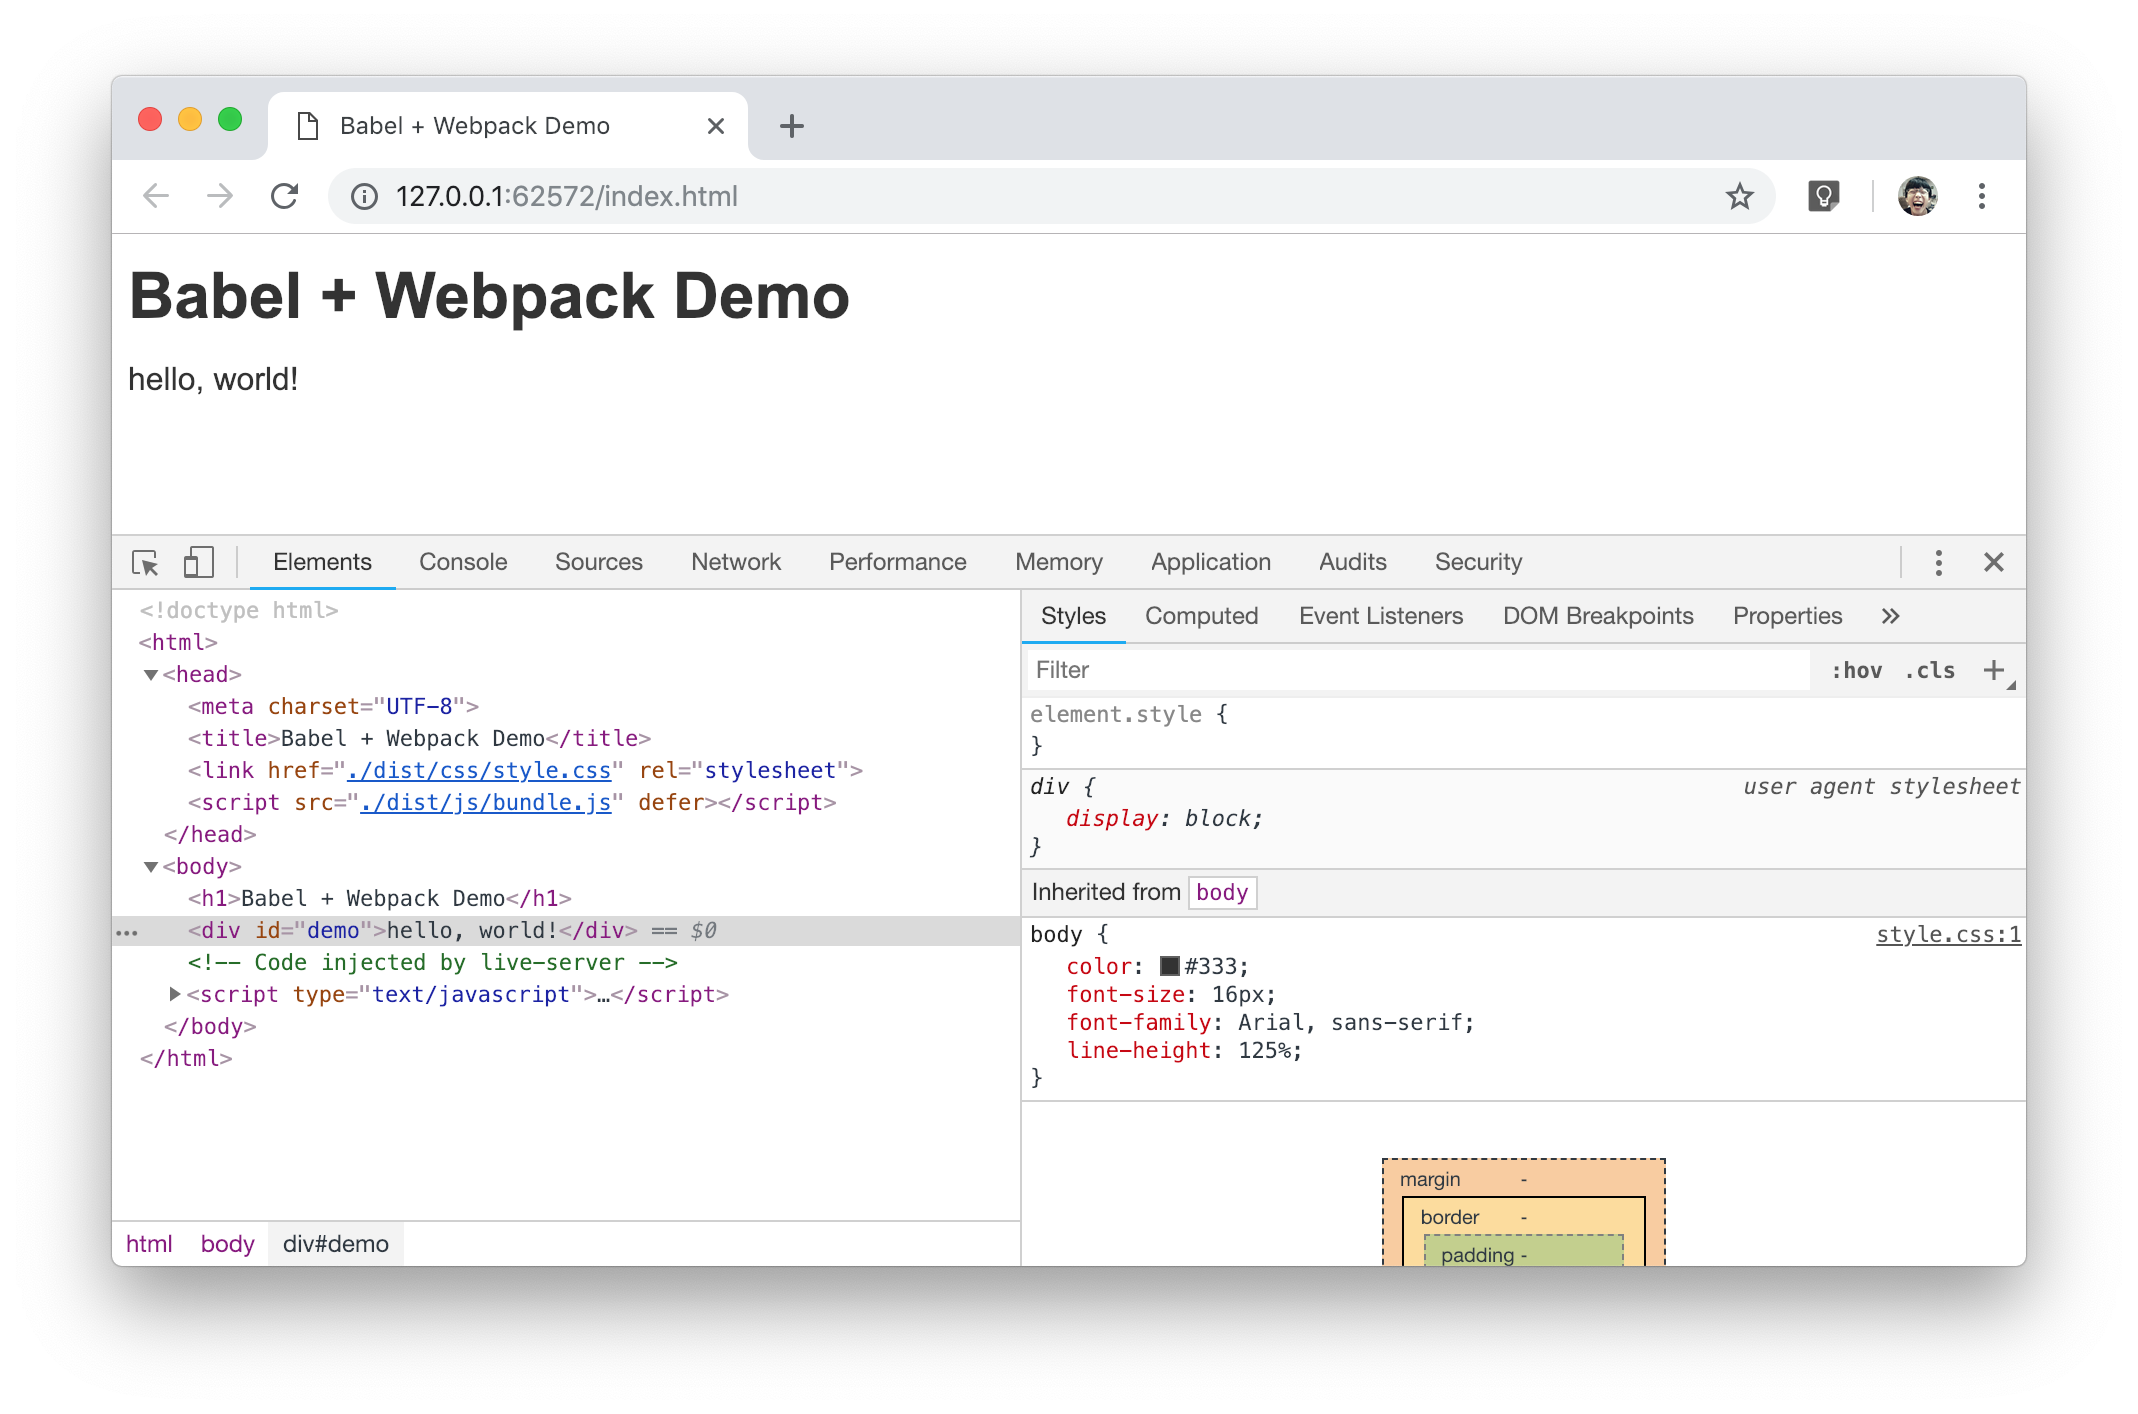 Babel + Webpack Demo
127.0.0.1:62572/index.html
Babel + Webpack Demo
hello, world!
Elements Console Sources Network Performance Memory Application Audits Security
<!doctype html>
<html>
<head>
<meta charset="UTF-8">
<title>Babel + Webpack Demo</title>
<link href="./dist/css/style.css" rel="stylesheet">
<script src="./dist/js/bundle.js" defer></script>
</head>
<body>
<h1>Babel + Webpack Demo</h1>
… <div id="demo">hello, world!</div> == $0
<!-- Code injected by live-server -->
<script type="text/javascript">…</script>
</body>
</html>
html body div#demo
Styles Computed Event Listeners DOM Breakpoints Properties »
Filter :hov .cls +
element.style {
}
div { user agent stylesheet
display: block;
}
Inherited from body
body { style.css:1
color: #333;
font-size: 16px;
font-family: Arial, sans-serif;
line-height: 125%;
}
margin -
border -
padding -